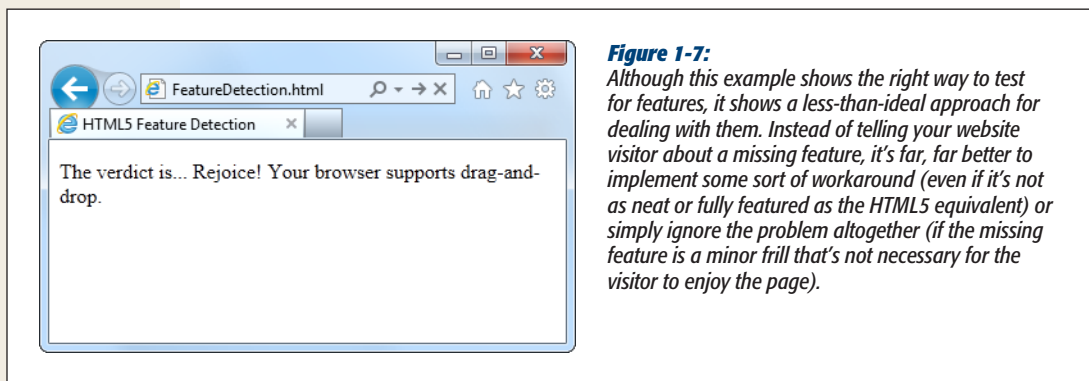 FeatureDetection.html
HTML5 Feature Detection
The verdict is... Rejoice! Your browser supports drag-and-
drop.
Figure 1-7:
Although this example shows the right way to test
for features, it shows a less-than-ideal approach for
dealing with them. Instead of telling your website
visitor about a missing feature, it's far, far better to
implement some sort of workaround (even if it's not
as neat or fully featured as the HTML5 equivalent) or
simply ignore the problem altogether (if the missing
feature is a minor frill that's not necessary for the
visitor to enjoy the page).